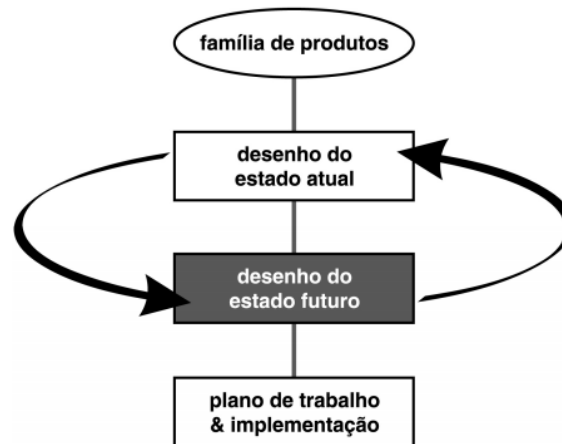 família de produtos
desenho do
estado atual
desenho do
estado futuro
plano de trabalho
& implementação